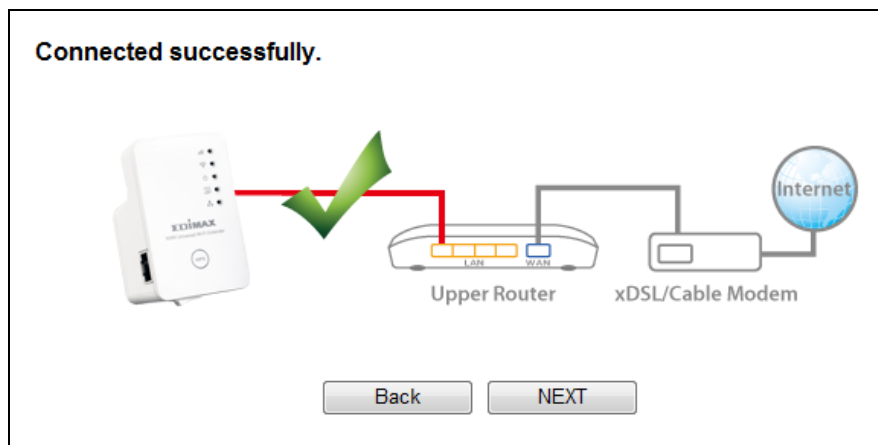 Connected successfully.
EDIMAX
Internet
LAN
WAN
Upper Router
xDSL/Cable Modem
Back
NEXT